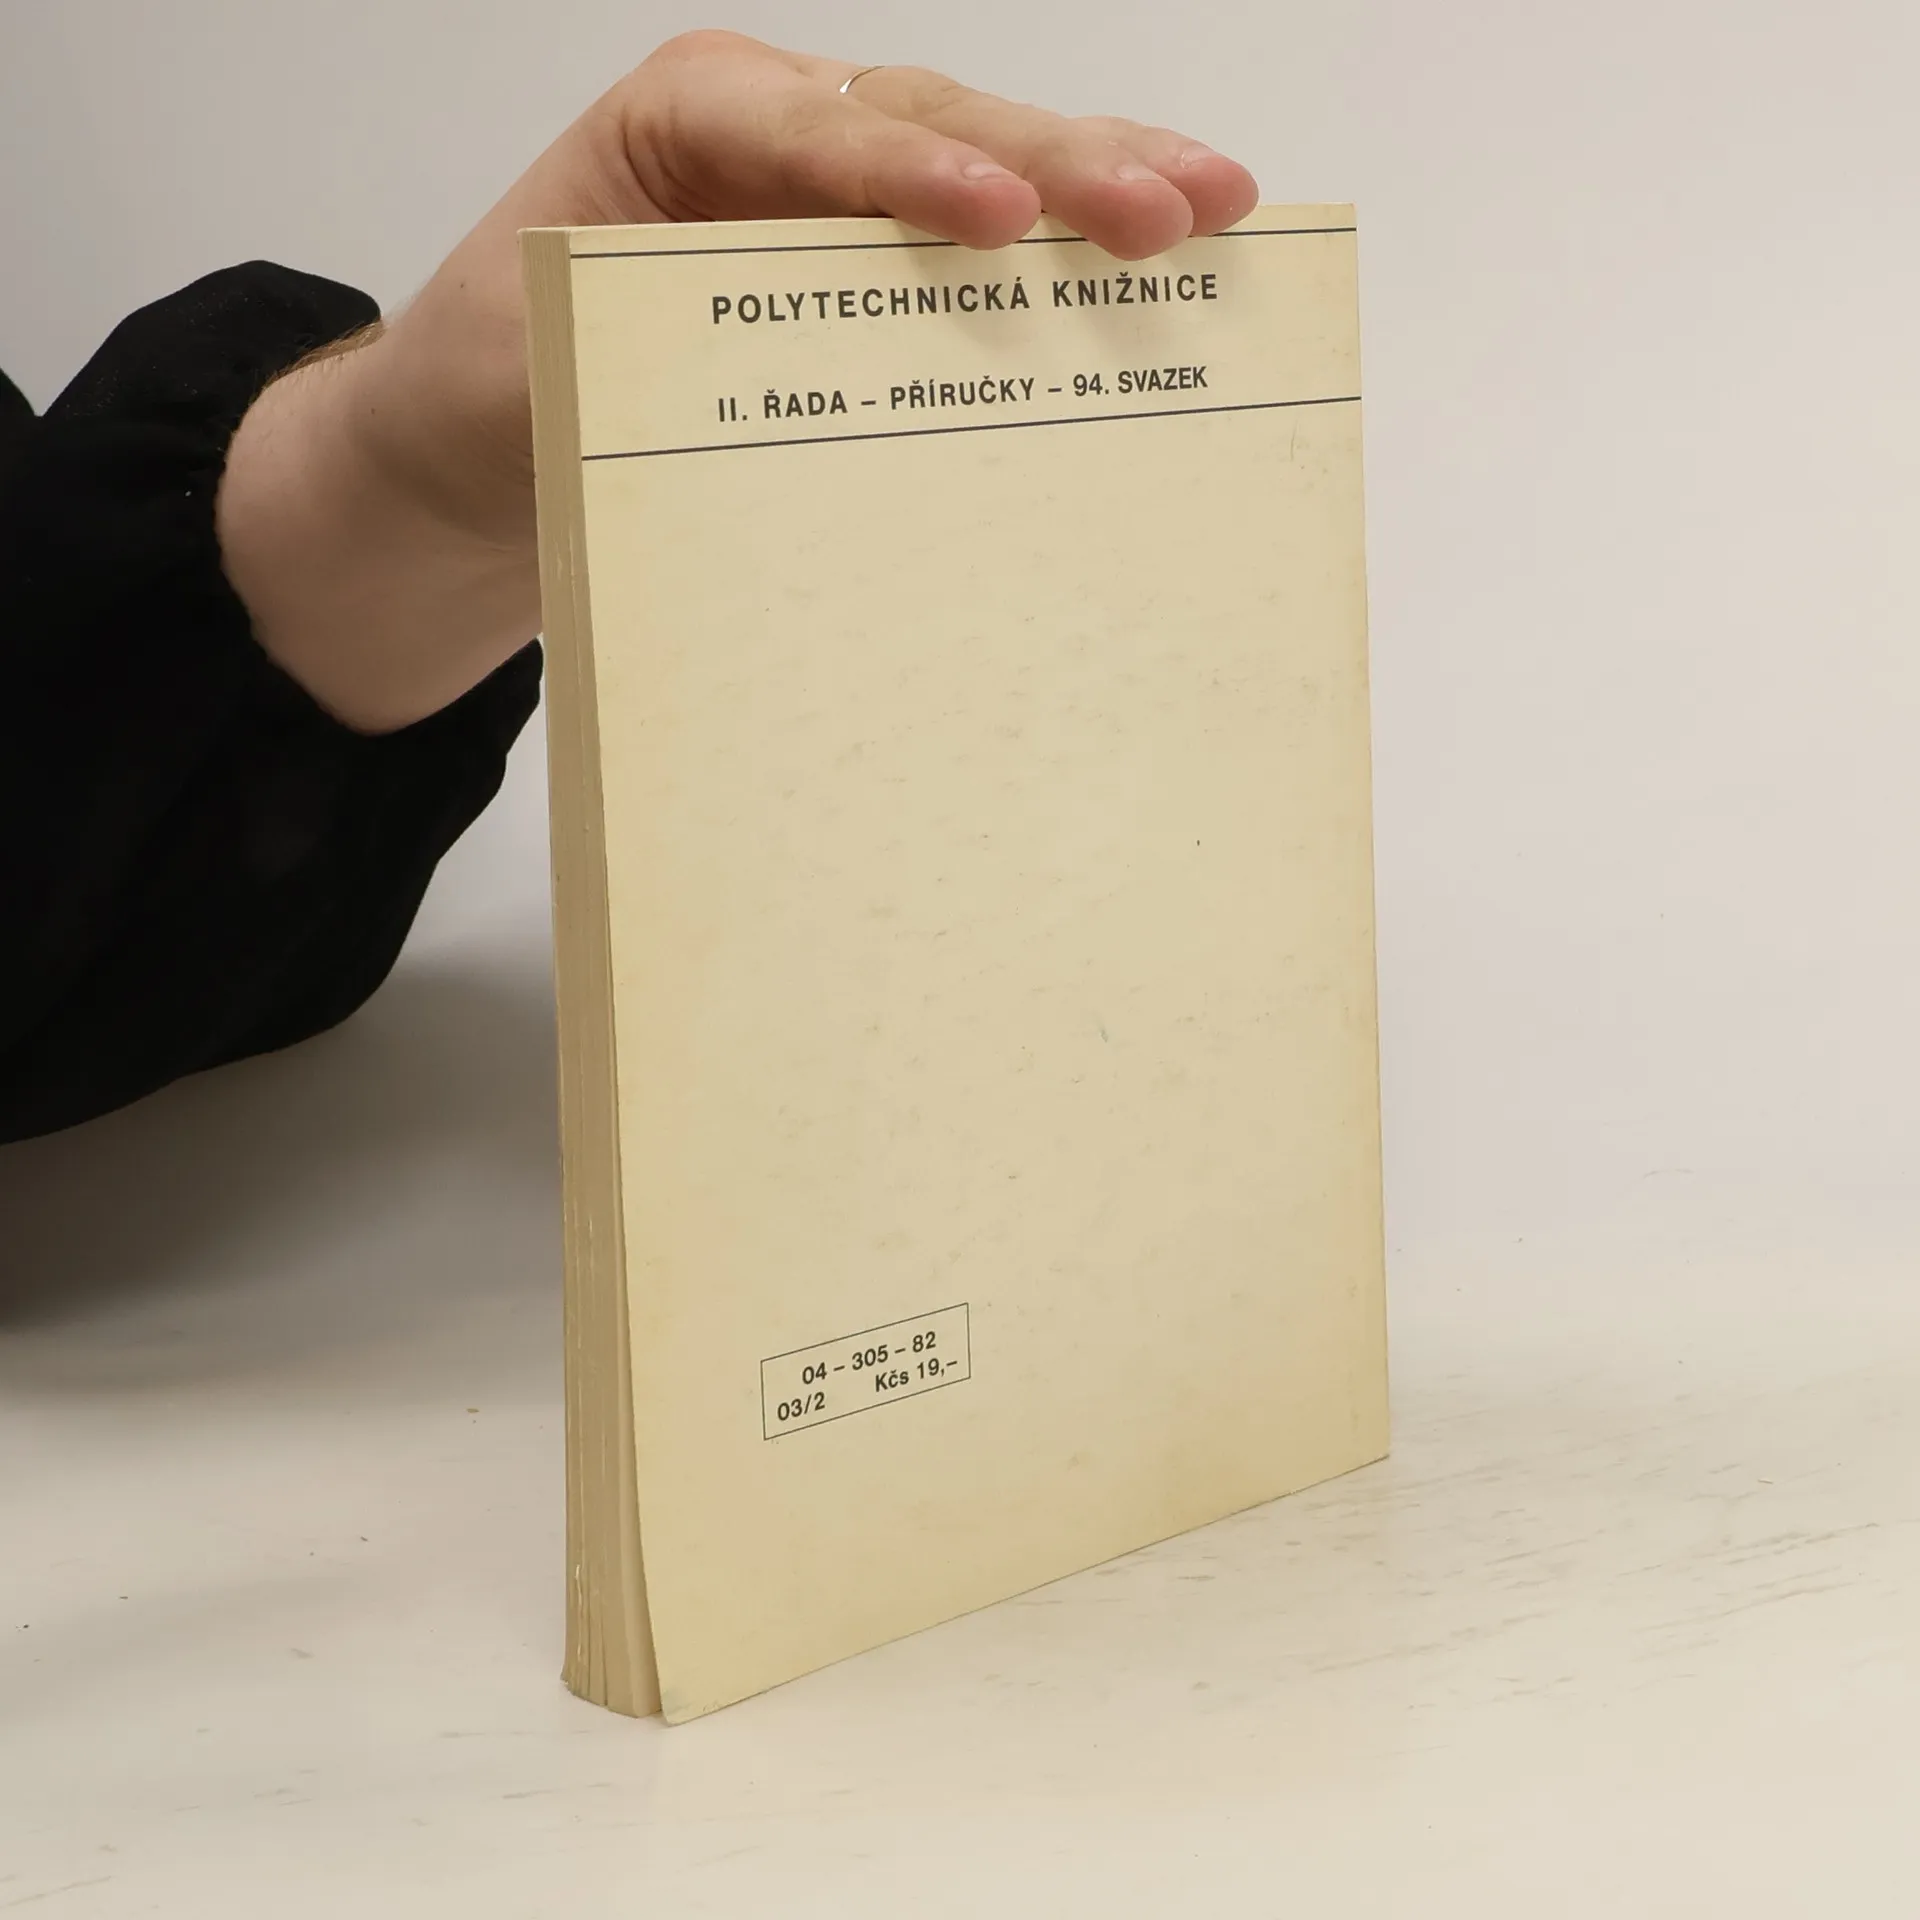 POLYTECHNICKÁ KNIŽNICE
II. ŘADA – PŘÍRUČKY – 94. SVAZEK
04 – 305 – 82
03/2 Kčs 19,–